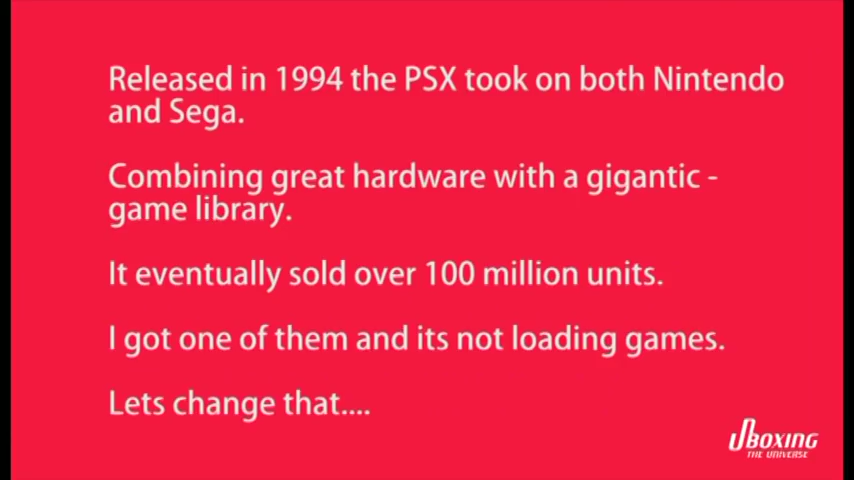 Released in 1994 the PSX took on both Nintendo
and Sega.
Combining great hardware with a gigantic -
game library.
It eventually sold over 100 million units.
I got one of them and its not loading games.
Lets change that....
UNBOXING
THE UNIVERSE